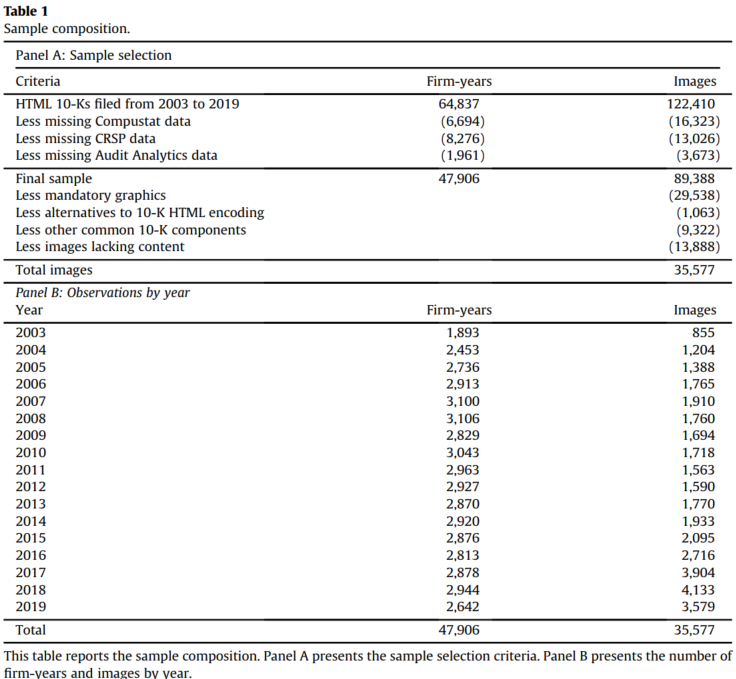 Table 1
Sample composition.
Panel A: Sample selection
Criteria Firm-years Images
HTML 10-Ks filed from 2003 to 2019 64,837 122,410
Less missing Compustat data (6,694) (16,323)
Less missing CRSP data (8,276) (13,026)
Less missing Audit Analytics data (1,961) (3,673)
Final sample 47,906 89,388
Less mandatory graphics (29,538)
Less alternatives to 10-K HTML encoding (1,063)
Less other common 10-K components (9,322)
Less images lacking content (13,888)
Total images 35,577
Panel B: Observations by year
Year Firm-years Images
2003 1,893 855
2004 2,453 1,204
2005 2,736 1,388
2006 2,913 1,765
2007 3,100 1,910
2008 3,106 1,760
2009 2,829 1,694
2010 3,043 1,718
2011 2,963 1,563
2012 2,927 1,590
2013 2,870 1,770
2014 2,920 1,933
2015 2,876 2,095
2016 2,813 2,716
2017 2,878 3,904
2018 2,944 4,133
2019 2,642 3,579
Total 47,906 35,577
This table reports the sample composition. Panel A presents the sample selection criteria. Panel B presents the number of
firm-years and images by year.